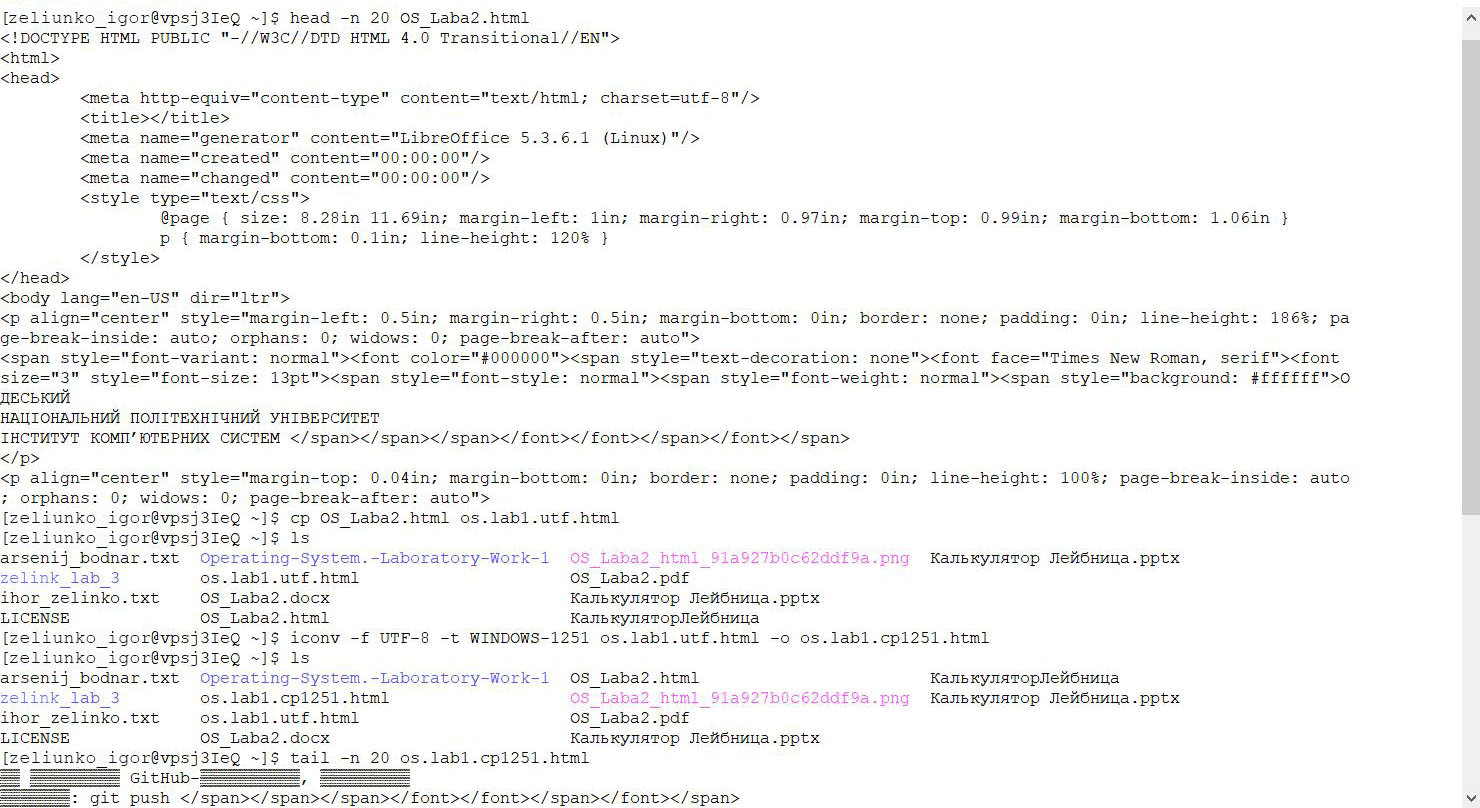 [zeliunko_igor@vpsj3IeQ ~]$ head -n 20 OS_Laba2.html
<!DOCTYPE HTML PUBLIC "-//W3C//DTD HTML 4.0 Transitional//EN">
<html>
<head>
        <meta http-equiv="content-type" content="text/html; charset=utf-8"/>
        <title></title>
        <meta name="generator" content="LibreOffice 5.3.6.1 (Linux)"/>
        <meta name="created" content="00:00:00"/>
        <meta name="changed" content="00:00:00"/>
        <style type="text/css">
                @page { size: 8.28in 11.69in; margin-left: 1in; margin-right: 0.97in; margin-top: 0.99in; margin-bottom: 1.06in }
                p { margin-bottom: 0.1in; line-height: 120% }
        </style>
</head>
<body lang="en-US" dir="ltr">
<p align="center" style="margin-left: 0.5in; margin-right: 0.5in; margin-bottom: 0in; border: none; padding: 0in; line-height: 186%; pa
ge-break-inside: auto; orphans: 0; widows: 0; page-break-after: auto">
<span style="font-variant: normal"><font color="#000000"><span style="text-decoration: none"><font face="Times New Roman, serif"><font 
size="3" style="font-size: 13pt"><span style="font-style: normal"><span style="font-weight: normal"><span style="background: #ffffff">О
ДЕСЬКИЙ
НАЦІОНАЛЬНИЙ ПОЛІТЕХНІЧНИЙ УНІВЕРСИТЕТ
ІНСТИТУТ КОМП’ЮТЕРНИХ СИСТЕМ </span></span></span></font></font></span></font></span>
</p>
<p align="center" style="margin-top: 0.04in; margin-bottom: 0in; border: none; padding: 0in; line-height: 100%; page-break-inside: auto
; orphans: 0; widows: 0; page-break-after: auto">
[zeliunko_igor@vpsj3IeQ ~]$ cp OS_Laba2.html os.lab1.utf.html
[zeliunko_igor@vpsj3IeQ ~]$ ls
arsenij_bodnar.txt  Operating-System.-Laboratory-Work-1  OS_Laba2_html_91a927b0c62ddf9a.png  Калькулятор Лейбница.pptx
zelink_lab_3        os.lab1.utf.html                     OS_Laba2.pdf
ihor_zelinko.txt    OS_Laba2.docx                        Калькулятор Лейбница.pptx
LICENSE             OS_Laba2.html                        КалькуляторЛейбница
[zeliunko_igor@vpsj3IeQ ~]$ iconv -f UTF-8 -t WINDOWS-1251 os.lab1.utf.html -o os.lab1.cp1251.html
[zeliunko_igor@vpsj3IeQ ~]$ ls
arsenij_bodnar.txt  Operating-System.-Laboratory-Work-1  OS_Laba2.html                       КалькуляторЛейбница
zelink_lab_3        os.lab1.cp1251.html                  OS_Laba2_html_91a927b0c62ddf9a.png  Калькулятор Лейбница.pptx
ihor_zelinko.txt    os.lab1.utf.html                     OS_Laba2.pdf
LICENSE             OS_Laba2.docx                        Калькулятор Лейбница.pptx
[zeliunko_igor@vpsj3IeQ ~]$ tail -n 20 os.lab1.cp1251.html
GitHub-, 
: git push </span></span></span></font></font></span></font></span>